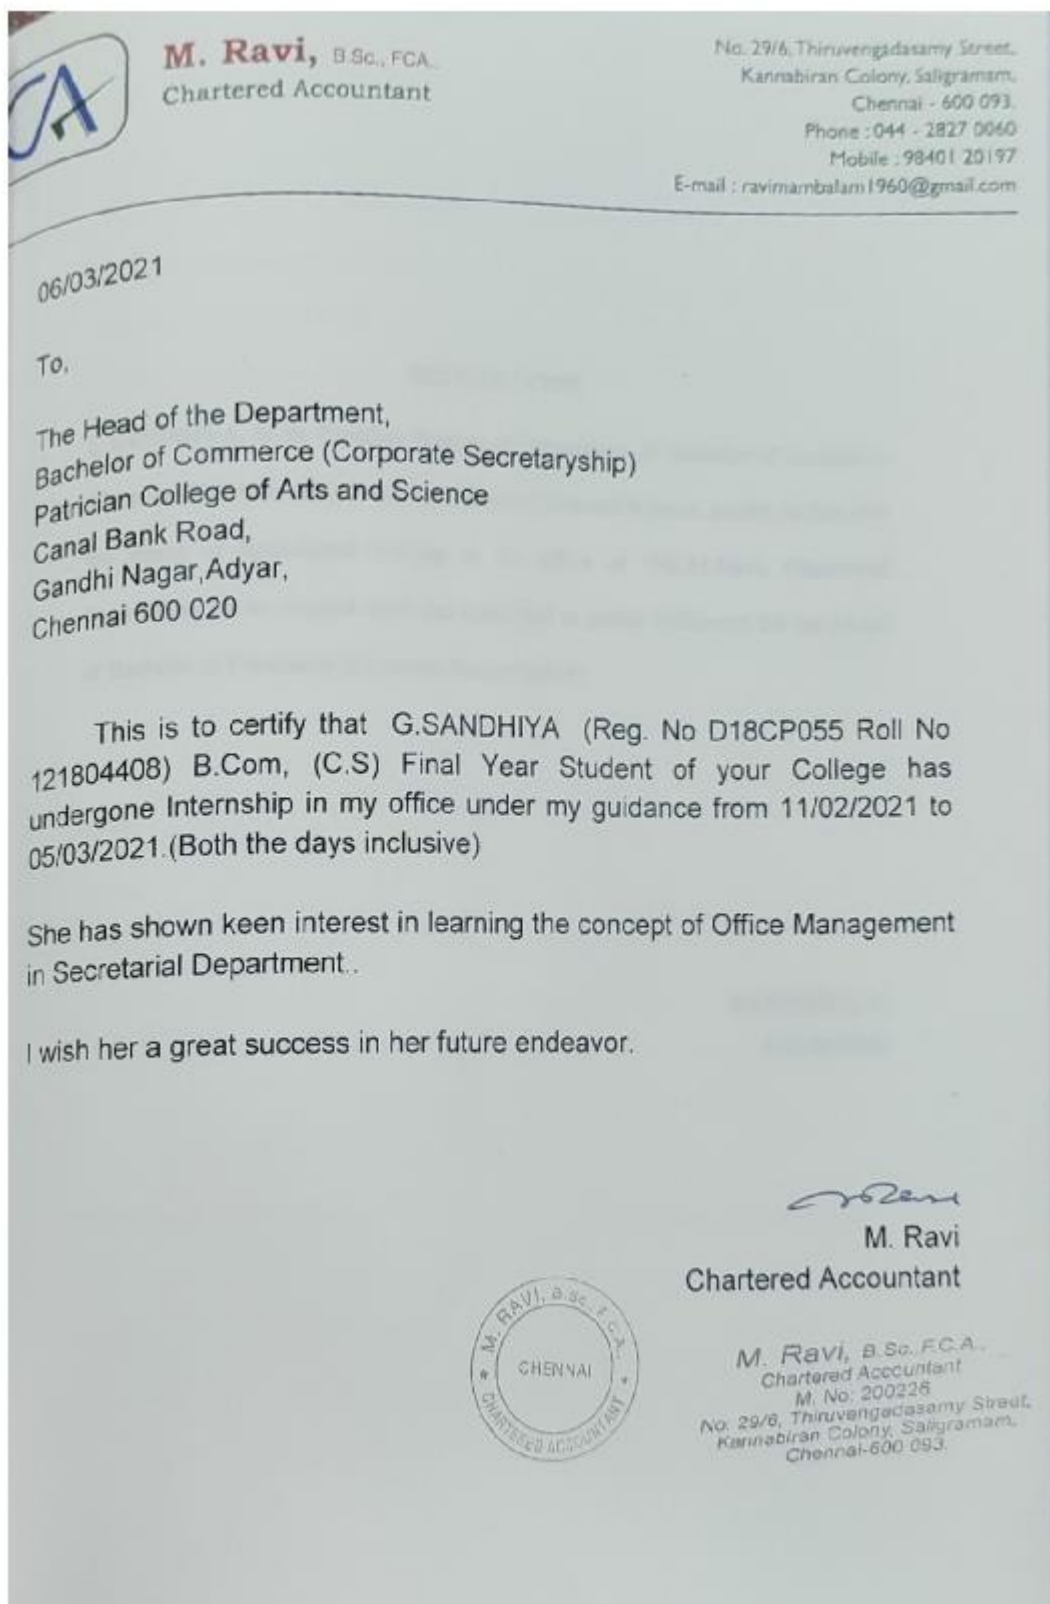 CA
M. Ravi, B.Sc., FCA.
Chartered Accountant
No. 29/6, Thiruvengadasamy Street,
Kannabiran Colony, Saligramam,
Chennai - 600 093.
Phone : 044 - 2827 0060
Mobile : 98401 20197
E-mail : ravimambalam1960@gmail.com
06/03/2021
To,
The Head of the Department,
Bachelor of Commerce (Corporate Secretaryship)
Patrician College of Arts and Science
Canal Bank Road,
Gandhi Nagar,Adyar,
Chennai 600 020
This is to certify that G.SANDHIYA (Reg. No D18CP055 Roll No
121804408) B.Com, (C.S) Final Year Student of your College has
undergone Internship in my office under my guidance from 11/02/2021 to
05/03/2021.(Both the days inclusive)
She has shown keen interest in learning the concept of Office Management
in Secretarial Department..
I wish her a great success in her future endeavor.
M. Ravi
Chartered Accountant
M. RAVI, B.Sc., F.C.A.,
CHENNAI
* CHARTERED ACCOUNTANT *
M. Ravi, B.Sc. F.C.A.,
Chartered Accountant
M. No: 200226
No. 29/6, Thiruvengadasamy Street,
Kannabiran Colony, Saligramam,
Chennai-600 093.